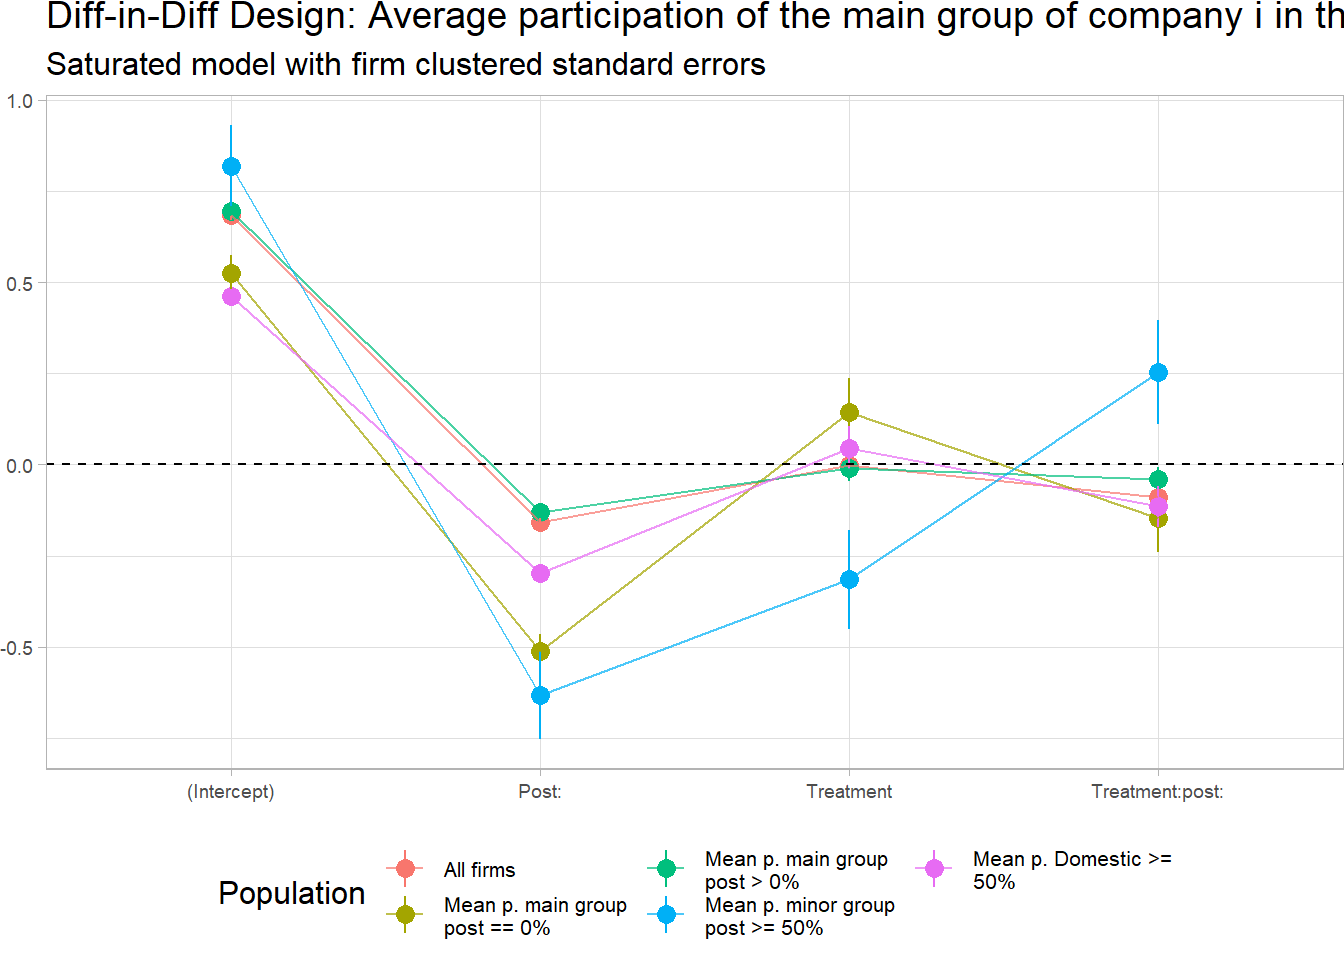 Diff-in-Diff Design: Average participation of the main group of company i in
Saturated model with firm clustered standard errors
1.0
0.5
0.0
-0.5
(Intercept)
Post:
Treatment
Treatment:post:
Population
All firms
Mean p. main group
post == 0%
Mean p. main group
post > 0%
Mean p. minor group
post >= 50%
Mean p. Domestic >=
50%